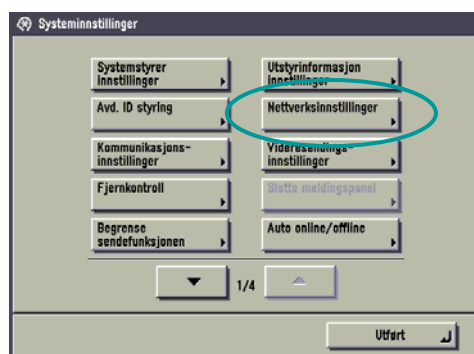 Systeminnstillinger
Systemstyrer
innstillinger
Utstyrinformasjon
innstillinger
Avd. ID styring
Nettverksinnstillinger
Kommunikasjons-
innstillinger
Videresendings-
innstillinger
Fjernkontroll
Slette meldingspanel
Begrense
sendefunksjonen
Auto online/offline
1/4
Utført